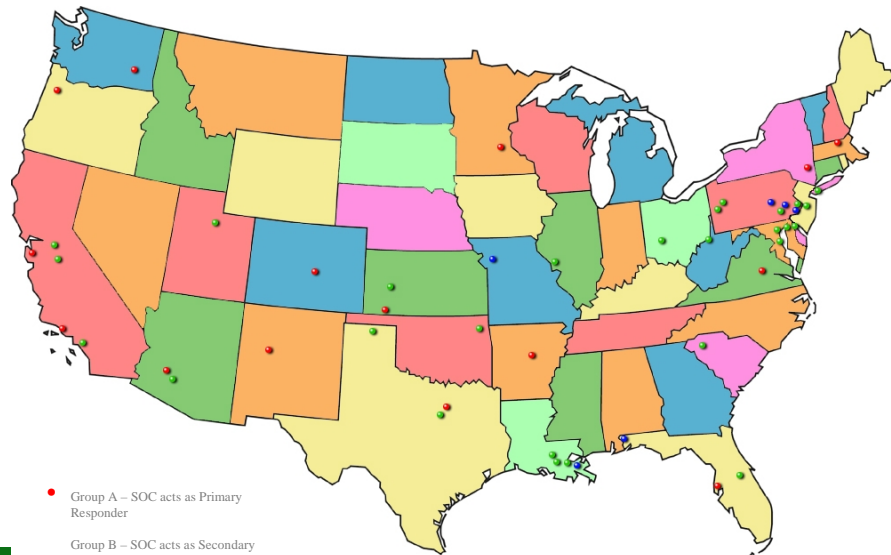 Group A – SOC acts as Primary
Responder
Group B – SOC acts as Secondary